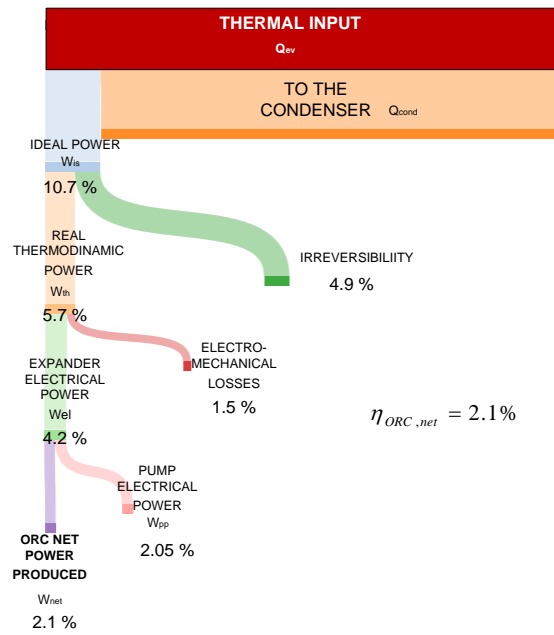 THERMAL INPUT
Qev
TO THE
CONDENSER Qcond
IDEAL POWER
Wis
10.7 %
REAL
THERMODINAMIC
POWER
Wth
5.7 %
IRREVERSIBILIITY
4.9 %
ELECTRO-
MECHANICAL
LOSSES
1.5 %
EXPANDER
ELECTRICAL
POWER
Wel
4.2 %
ηORC,net = 2.1%
PUMP
ELECTRICAL
POWER
Wpp
2.05 %
ORC NET
POWER
PRODUCED
Wnet
2.1 %